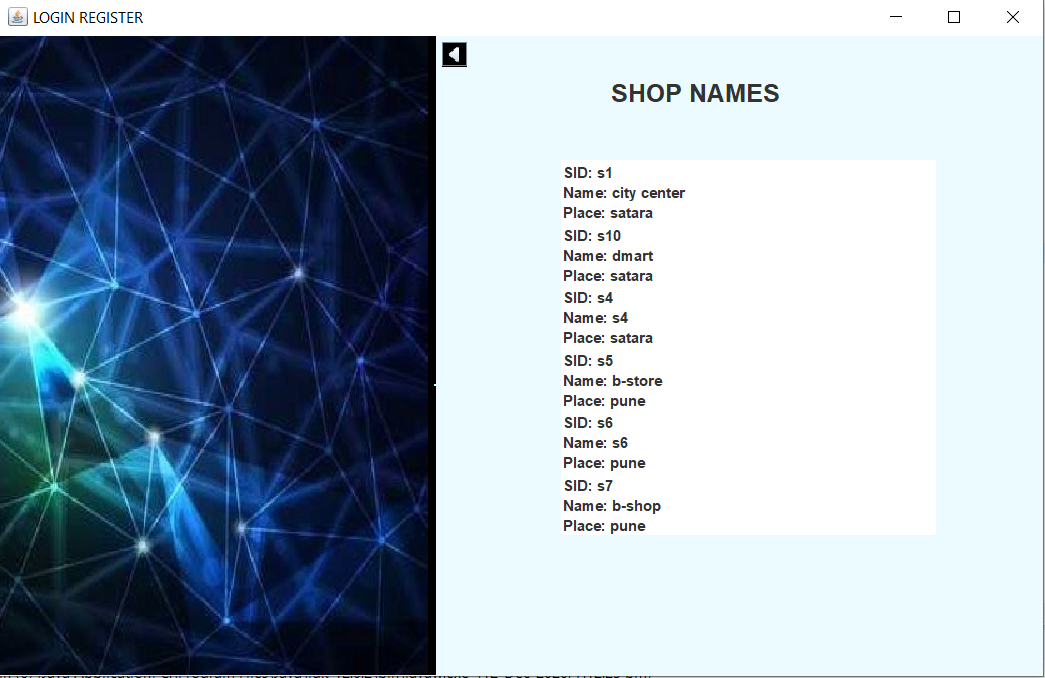 LOGIN REGISTER
SHOP NAMES
SID: s1
Name: city center
Place: satara
SID: s10
Name: dmart
Place: satara
SID: s4
Name: s4
Place: satara
SID: s5
Name: b-store
Place: pune
SID: s6
Name: s6
Place: pune
SID: s7
Name: b-shop
Place: pune